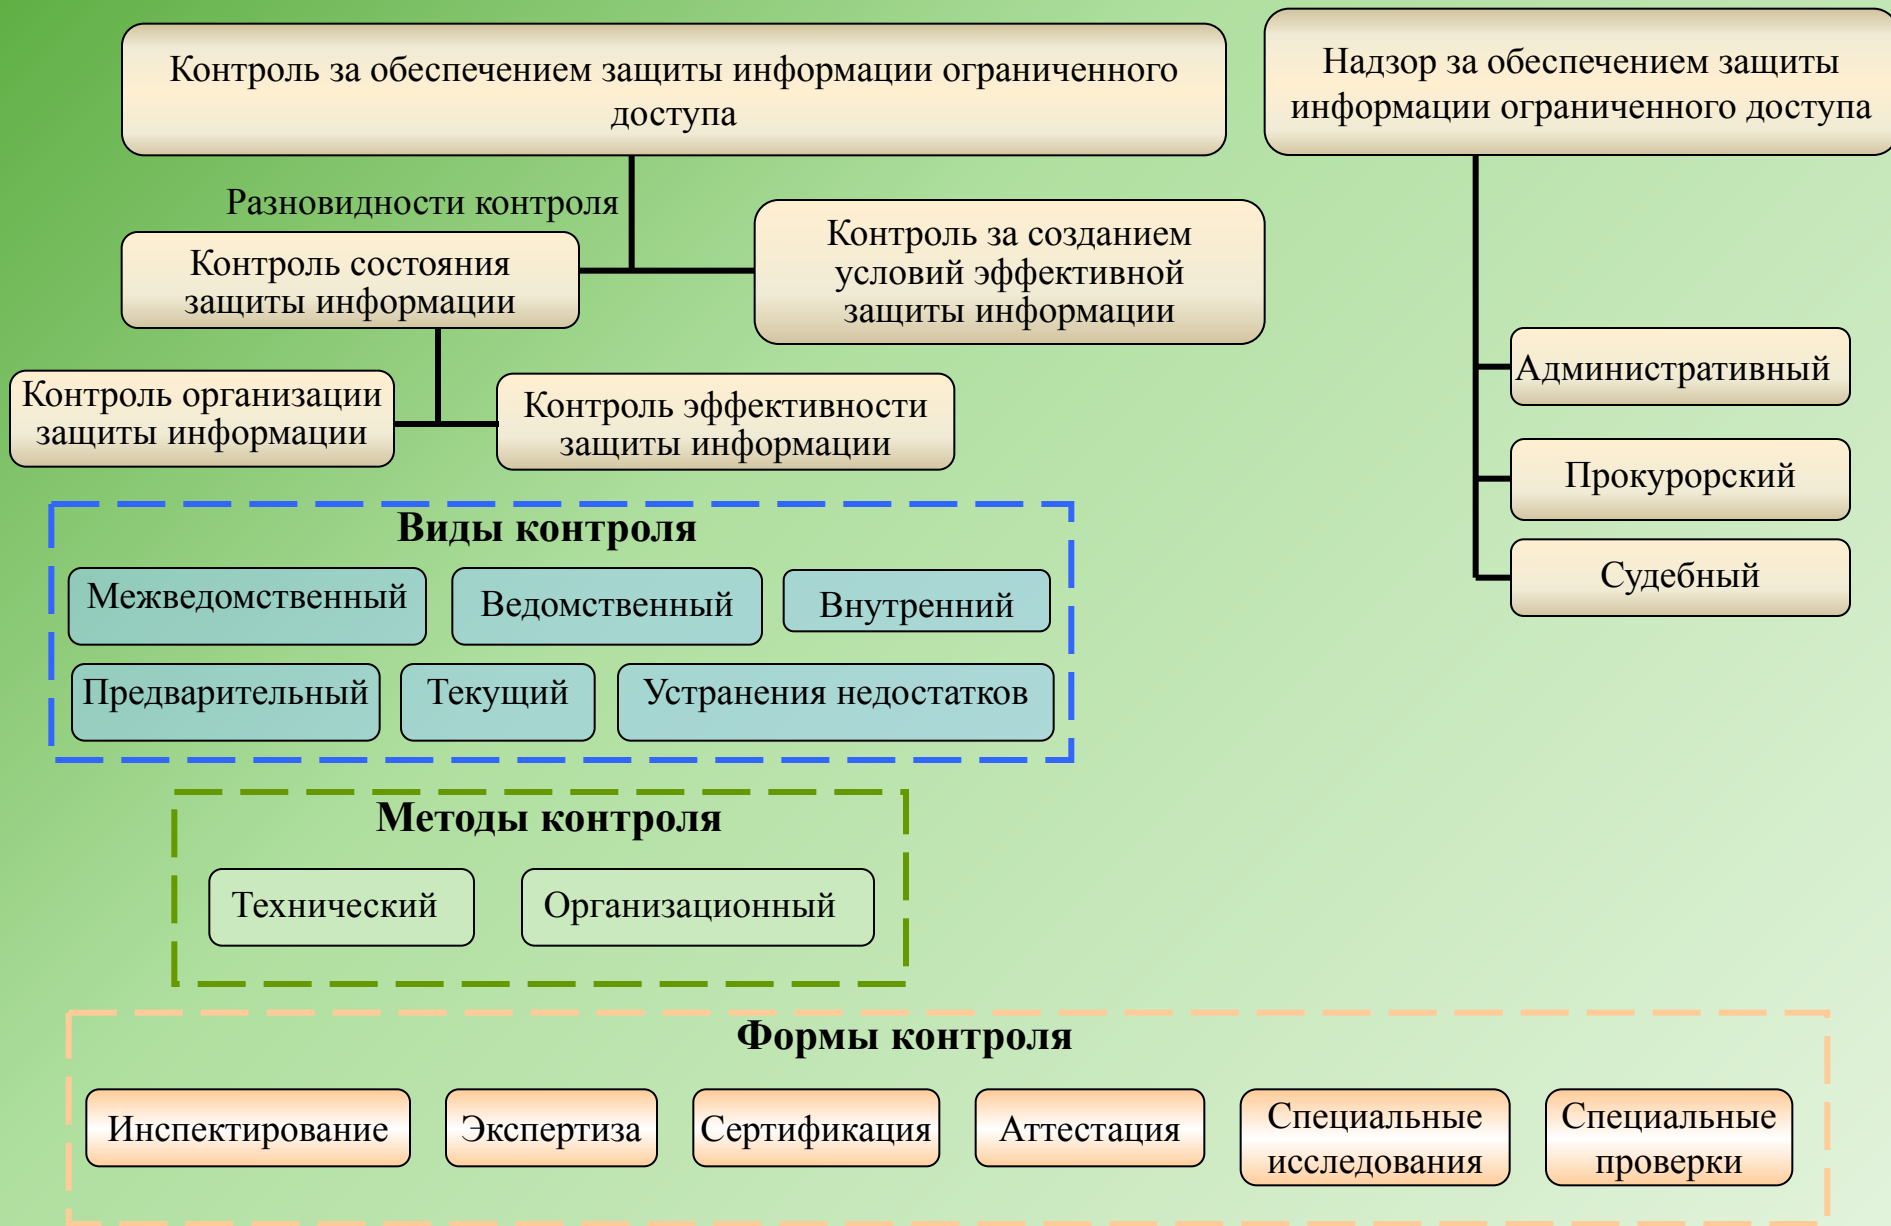 Контроль за обеспечением защиты информации ограниченного
доступа
Надзор за обеспечением защиты
информации ограниченного доступа
Разновидности контроля
Контроль состояния
защиты информации
Контроль за созданием
условий эффективной
защиты информации
Контроль организации
защиты информации
Контроль эффективности
защиты информации
Административный
Прокурорский
Судебный
Виды контроля
Межведомственный
Ведомственный
Внутренний
Предварительный
Текущий
Устранения недостатков
Методы контроля
Технический
Организационный
Формы контроля
Инспектирование
Экспертиза
Сертификация
Аттестация
Специальные
исследования
Специальные
проверки